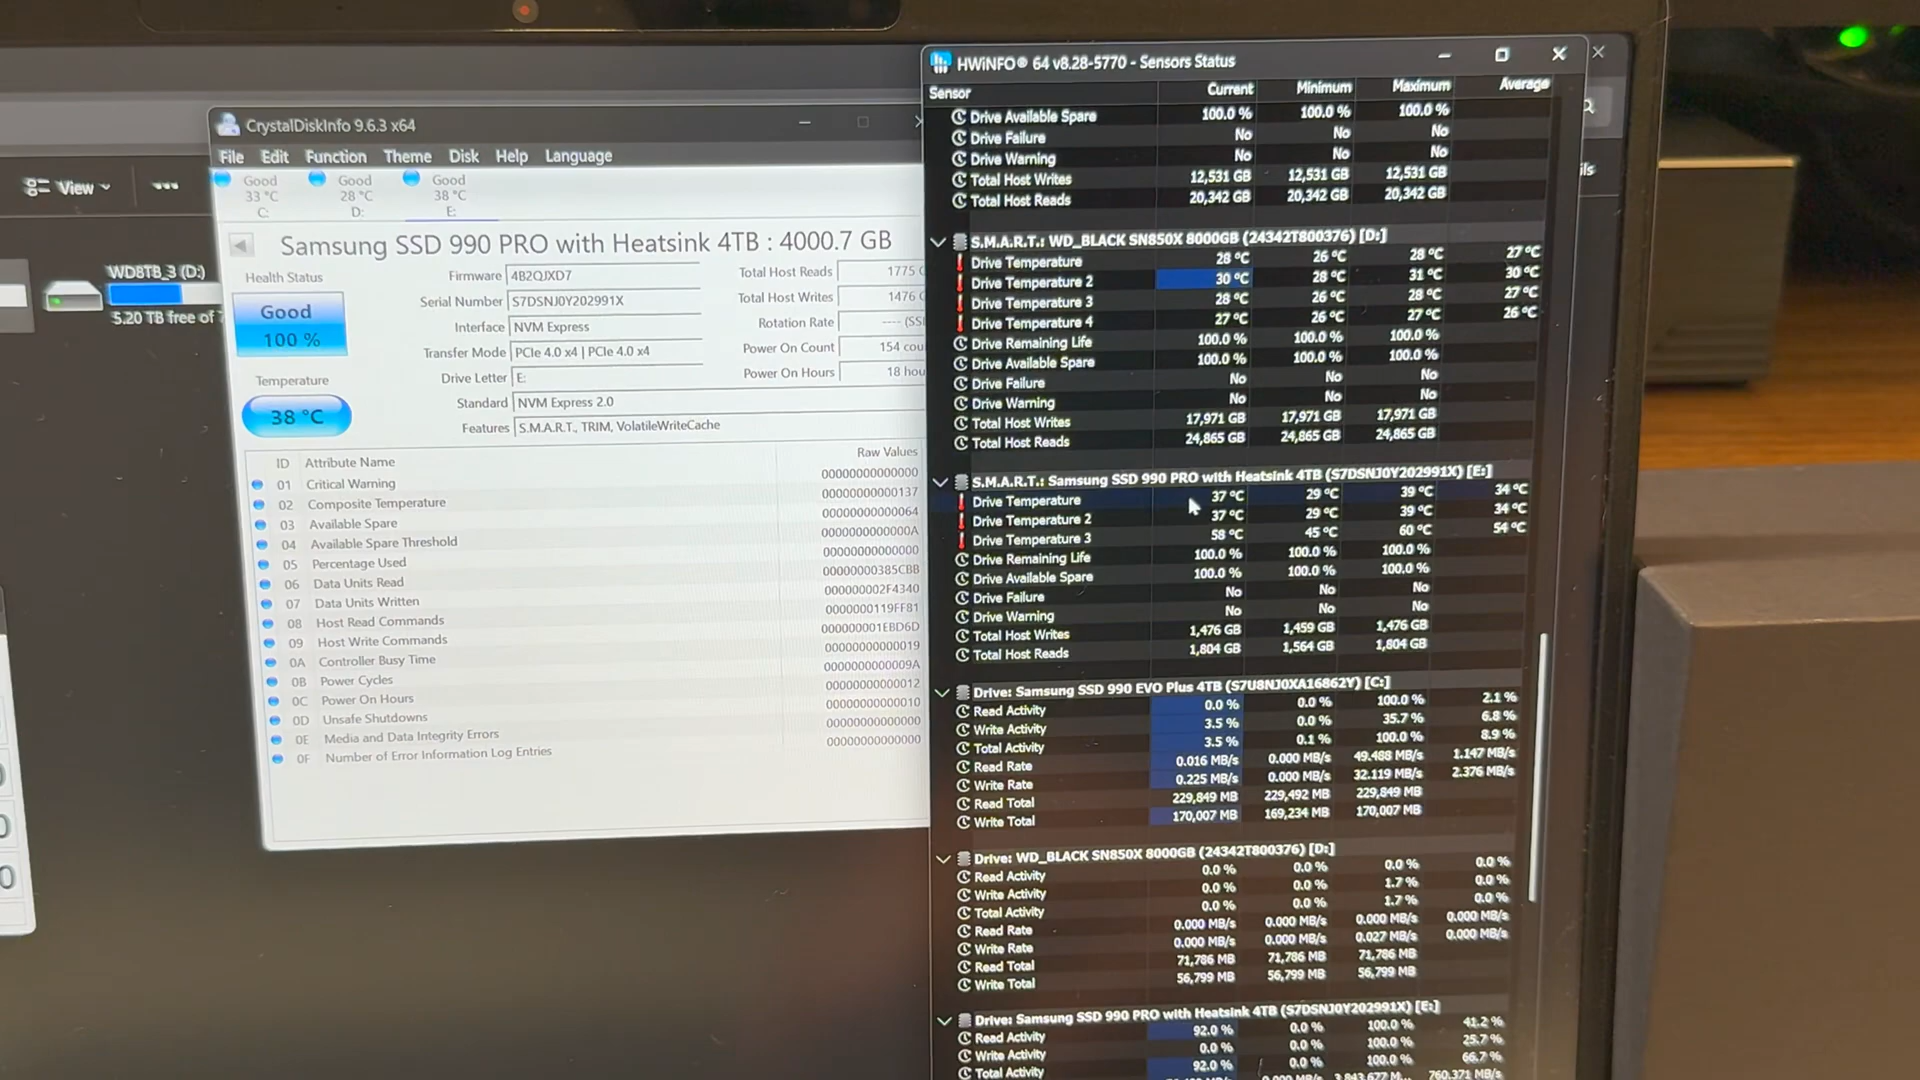 View
WD8TB_3 (D:)
5.20 TB free of
CrystalDiskInfo 9.6.3 x64
File Edit Function Theme Disk Help Language
Good Good Good
33 °C 28 °C 38 °C
C: D: E:
Samsung SSD 990 PRO with Heatsink 4TB : 4000.7 GB
Health Status
Good
100 %
Temperature
38 °C
Firmware 4B2QJXD7
Serial Number S7DSNJ0Y202991X
Interface NVM Express
Transfer Mode PCIe 4.0 x4 | PCIe 4.0 x4
Drive Letter E:
Standard NVM Express 2.0
Features S.M.A.R.T., TRIM, VolatileWriteCache
Total Host Reads 1775
Total Host Writes 1476
Rotation Rate ---- (SS
Power On Count 154 cou
Power On Hours 18 hou
ID Attribute Name Raw Values
01 Critical Warning 00000000000000
02 Composite Temperature 00000000000137
03 Available Spare 00000000000064
04 Available Spare Threshold 0000000000000A
05 Percentage Used 00000000000000
06 Data Units Read 00000000385CBB
07 Data Units Written 000000002F4340
08 Host Read Commands 0000000119FF81
09 Host Write Commands 000000001EBD6D
0A Controller Busy Time 00000000000019
0B Power Cycles 0000000000009A
0C Power On Hours 00000000000012
0D Unsafe Shutdowns 00000000000010
0E Media and Data Integrity Errors 00000000000000
0F Number of Error Information Log Entries 00000000000000
HWiNFO® 64 v8.28-5770 - Sensors Status
Sensor Current Minimum Maximum Average
Drive Available Spare 100.0 % 100.0 % 100.0 %
Drive Failure No No No
Drive Warning No No No
Total Host Writes 12,531 GB 12,531 GB 12,531 GB
Total Host Reads 20,342 GB 20,342 GB 20,342 GB
S.M.A.R.T.: WD_BLACK SN850X 8000GB (24342T800376) [D:]
Drive Temperature 28 °C 26 °C 28 °C 27 °C
Drive Temperature 2 30 °C 28 °C 31 °C 30 °C
Drive Temperature 3 28 °C 26 °C 28 °C 27 °C
Drive Temperature 4 27 °C 26 °C 27 °C 26 °C
Drive Remaining Life 100.0 % 100.0 % 100.0 %
Drive Available Spare 100.0 % 100.0 % 100.0 %
Drive Failure No No No
Drive Warning No No No
Total Host Writes 17,971 GB 17,971 GB 17,971 GB
Total Host Reads 24,865 GB 24,865 GB 24,865 GB
S.M.A.R.T.: Samsung SSD 990 PRO with Heatsink 4TB (S7DSNJ0Y202991X) [E:]
Drive Temperature 37 °C 29 °C 39 °C 34 °C
Drive Temperature 2 37 °C 29 °C 39 °C 34 °C
Drive Temperature 3 58 °C 45 °C 60 °C 54 °C
Drive Remaining Life 100.0 % 100.0 % 100.0 %
Drive Available Spare 100.0 % 100.0 % 100.0 %
Drive Failure No No No
Drive Warning No No No
Total Host Writes 1,476 GB 1,459 GB 1,476 GB
Total Host Reads 1,804 GB 1,564 GB 1,804 GB
Drive: Samsung SSD 990 EVO Plus 4TB (S7U8NJ0XA16862Y) [C:]
Read Activity 0.0 % 0.0 % 100.0 % 2.1 %
Write Activity 3.5 % 0.0 % 35.7 % 6.8 %
Total Activity 3.5 % 0.1 % 100.0 % 8.9 %
Read Rate 0.016 MB/s 0.000 MB/s 49.488 MB/s 1.147 MB/s
Write Rate 0.225 MB/s 0.000 MB/s 32.119 MB/s 2.376 MB/s
Read Total 229,849 MB 229,492 MB 229,849 MB
Write Total 170,007 MB 169,234 MB 170,007 MB
Drive: WD_BLACK SN850X 8000GB (24342T800376) [D:]
Read Activity 0.0 % 0.0 % 0.0 % 0.0 %
Write Activity 0.0 % 0.0 % 1.7 % 0.0 %
Total Activity 0.0 % 0.0 % 1.7 % 0.0 %
Read Rate 0.000 MB/s 0.000 MB/s 0.000 MB/s 0.000 MB/s
Write Rate 0.000 MB/s 0.000 MB/s 0.027 MB/s 0.000 MB/s
Read Total 71,786 MB 71,786 MB 71,786 MB
Write Total 56,799 MB 56,799 MB 56,799 MB
Drive: Samsung SSD 990 PRO with Heatsink 4TB (S7DSNJ0Y202991X) [E:]
Read Activity 92.0 % 0.0 % 100.0 % 41.2 %
Write Activity 0.0 % 0.0 % 100.0 % 25.7 %
Total Activity 92.0 % 0.0 % 100.0 % 66.7 %
760.371 MB/s
ils